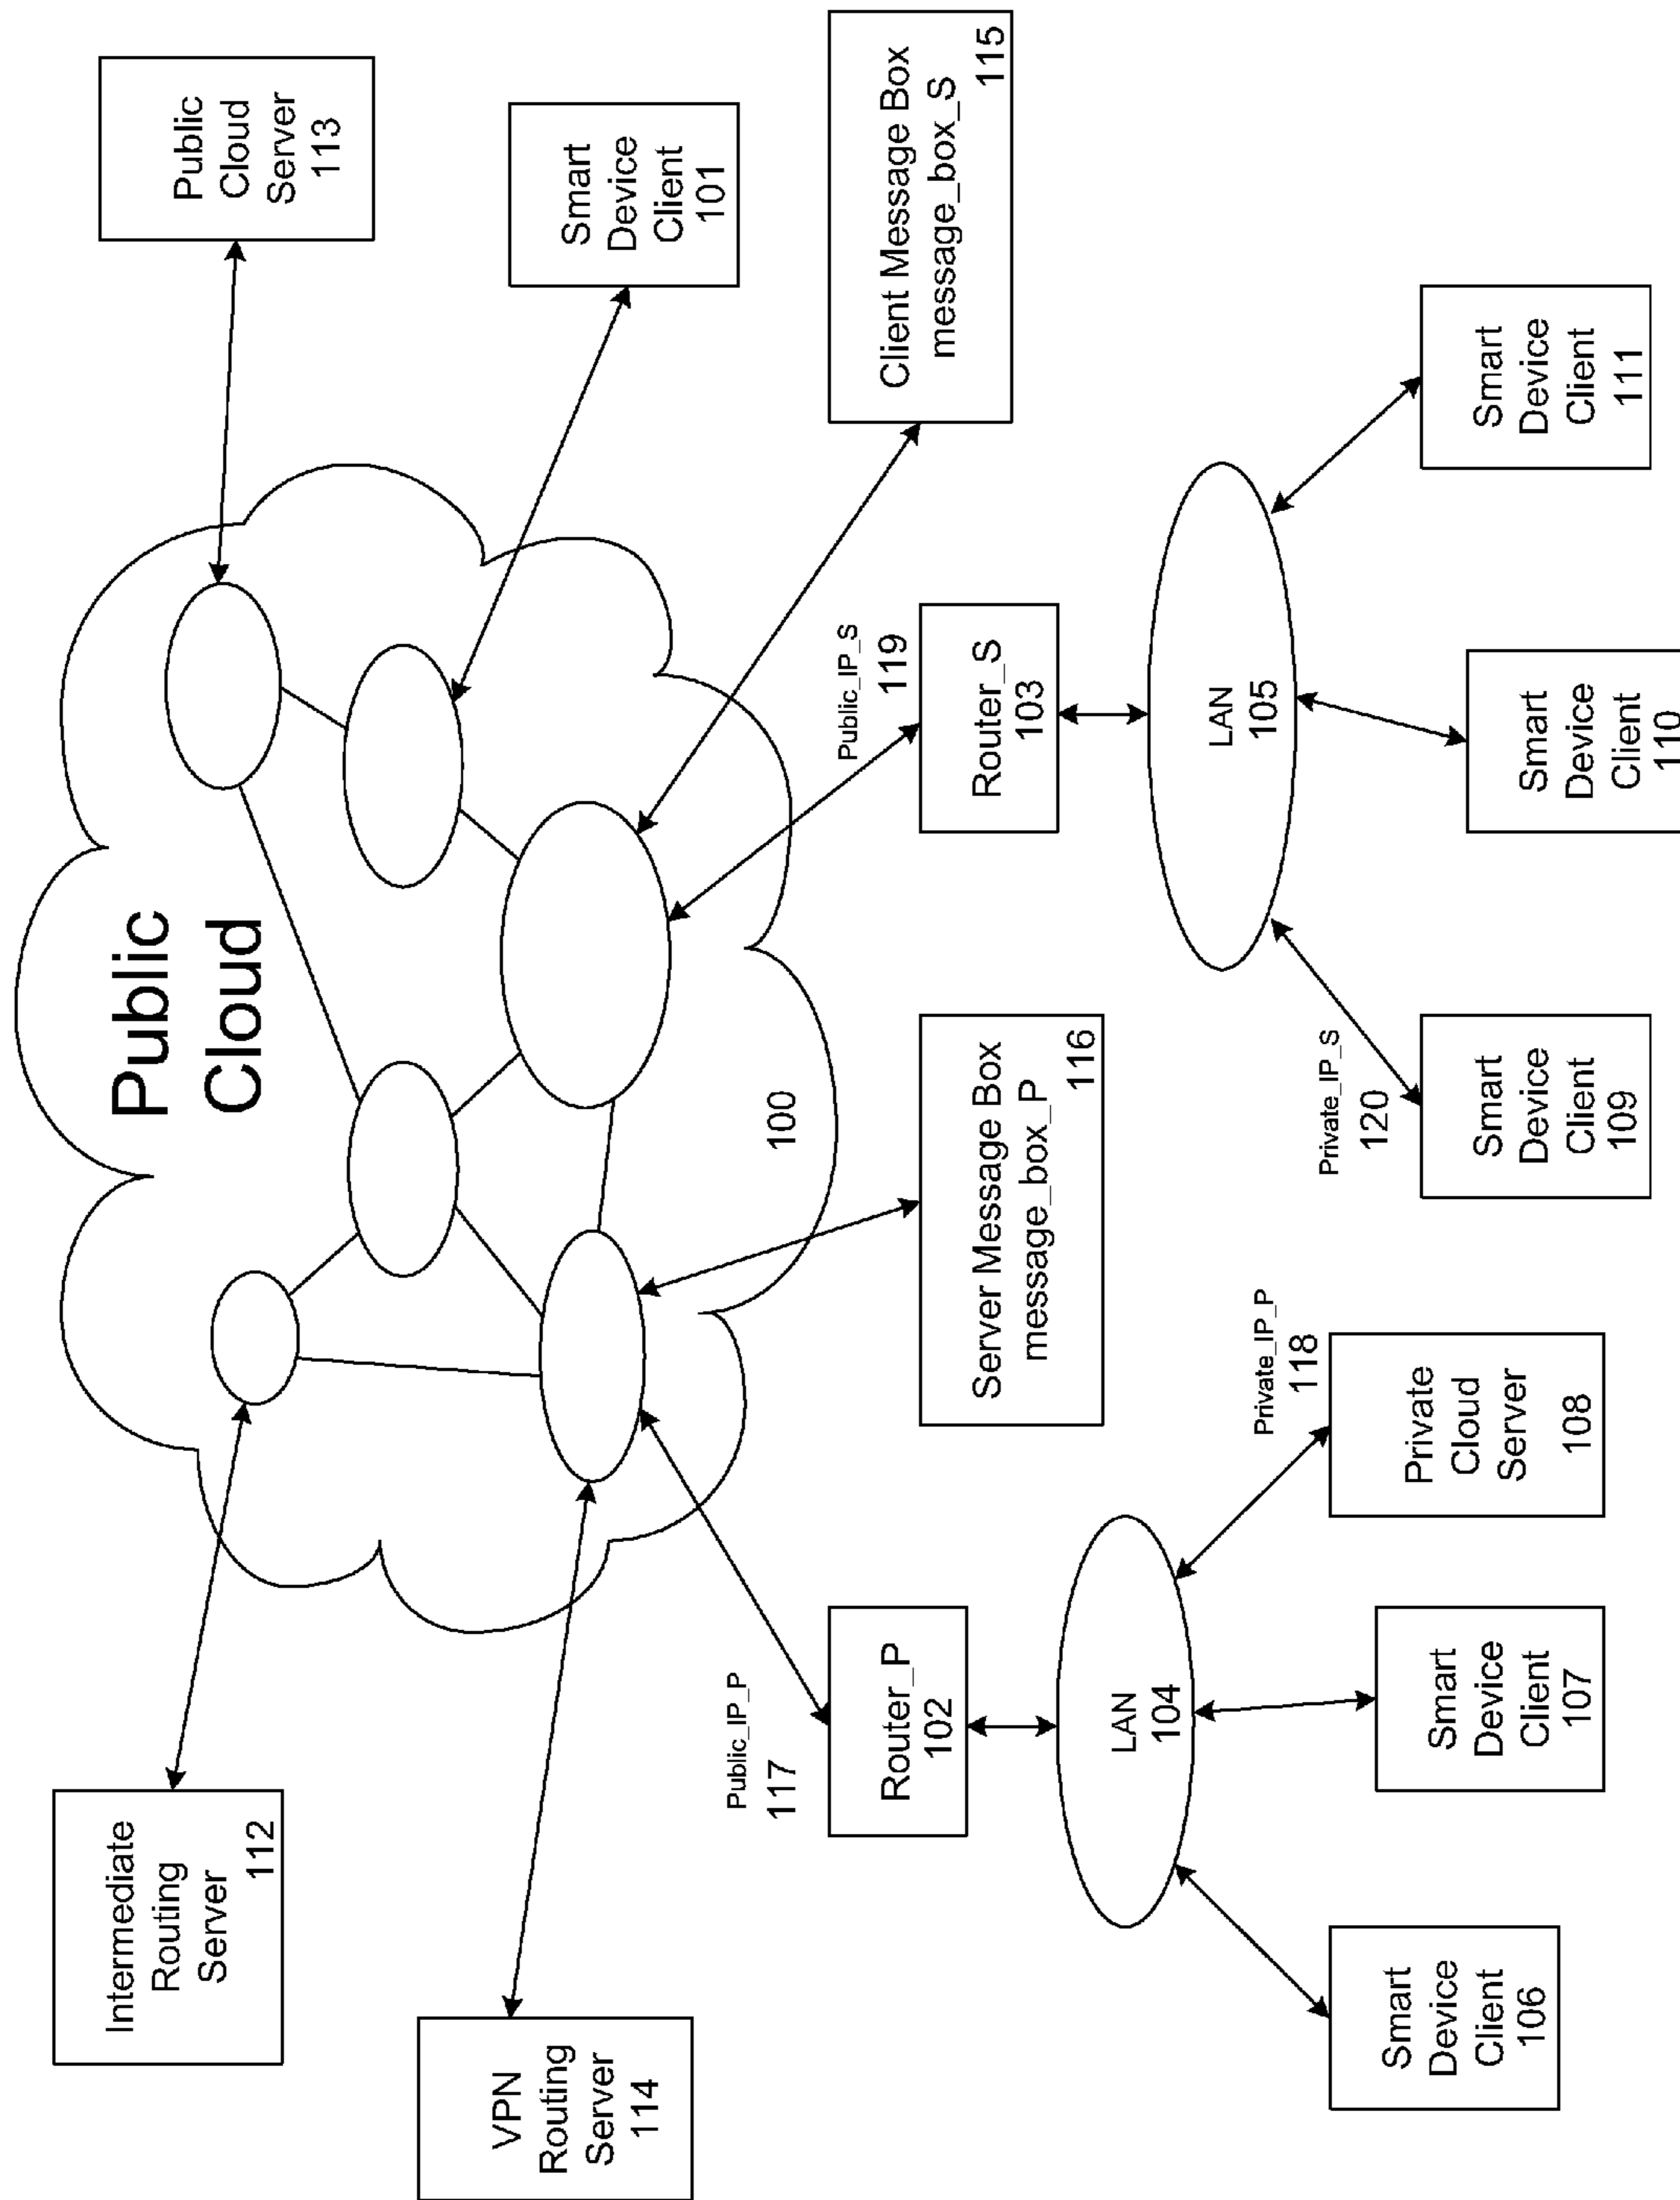 Public
Cloud
100
Intermediate
Routing
Server
112
VPN
Routing
Server
114
Public
Cloud
Server
113
Smart
Device
Client
101
Client Message Box
message_box_S
115
Server Message Box
message_box_P
116
Public_IP_P
117
Router_P
102
LAN
104
Smart
Device
Client
106
Smart
Device
Client
107
Private_IP_P
118
Private
Cloud
Server
108
Public_IP_S
119
Router_S
103
LAN
105
Private_IP_S
120
Smart
Device
Client
109
Smart
Device
Client
110
Smart
Device
Client
111